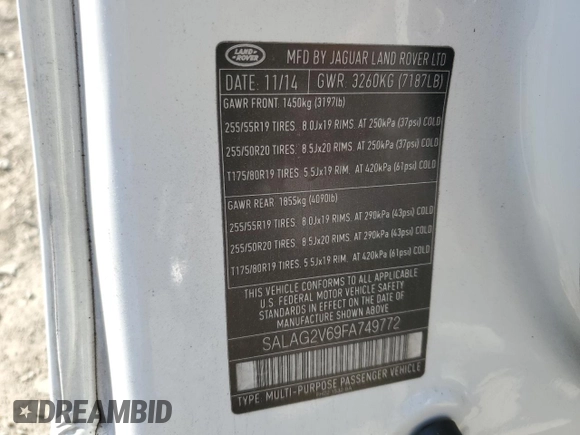 LAND ROVER
MFD BY JAGUAR LAND ROVER LTD
DATE: 11/14 GWR 3260KG (7187LB)
GAWR FRONT 1450kg (3197lb)
255/55R19 TIRES. 8.0Jx19 RIMS. AT 250kPa (37psi) COLD
255/50R20 TIRES. 8.5Jx20 RIMS. AT 250kPa (37psi) COLD
T175/80R19 TIRES 5 5Jx19 RIM. AT 420kPa (61psi) COLD
GAWR REAR 1855kg (4090lb)
255/55R19 TIRES. 8.0Jx19 RIMS. AT 290kPa (43psi) COLD
255/50R20 TIRES. 8.5Jx20 RIMS. AT 290kPa (43psi) COLD
T175/80R19 TIRES. 5 5Jx19 RIM. AT 420kPa (61psi) COLD
THIS VEHICLE CONFORMS TO ALL APPLICABLE
U.S. FEDERAL MOTOR VEHICLE SAFETY
STANDARDS IN EFFECT ON THE DATE OF
MANUFACTURE SHOWN ABOVE.
SALAG2V69FA749772
TYPE: MULTI-PURPOSE PASSENGER VEHICLE
DREAMBID